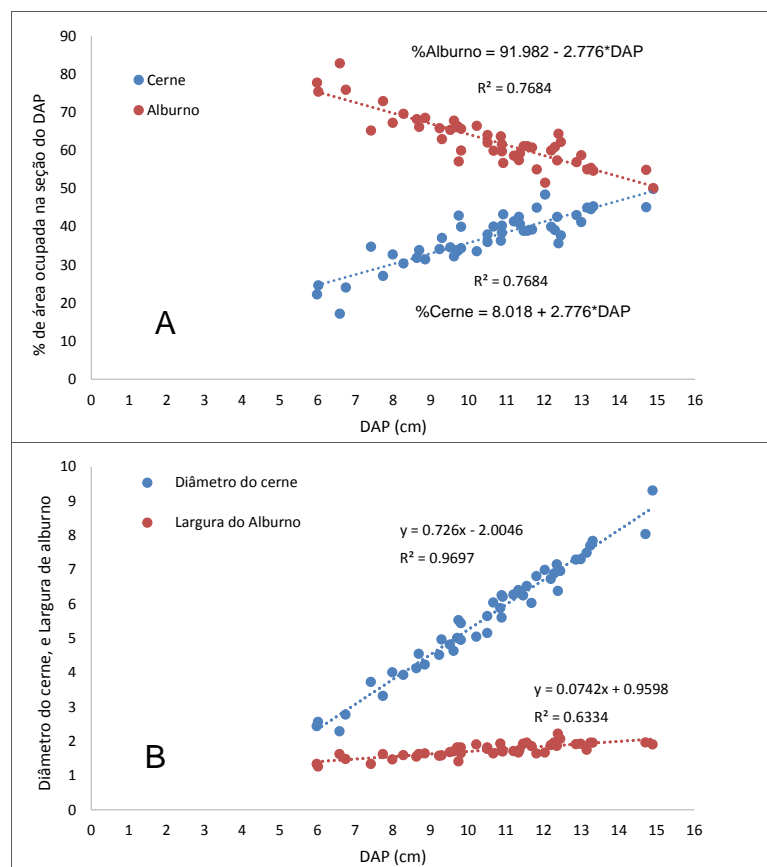 90
80
70
60
50
40
30
20
10
0
% de área ocupada na seção do DAP
Cerne
Alburno
%Alburno = 91.982 - 2.776*DAP
R² = 0.7684
R² = 0.7684
%Cerne = 8.018 + 2.776*DAP
A
0 1 2 3 4 5 6 7 8 9 10 11 12 13 14 15 16
DAP (cm)
10
9
8
7
6
5
4
3
2
1
0
Diâmetro do cerne, e Largura de alburno
Diâmetro do cerne
Largura do Alburno
y = 0.726x - 2.0046
R² = 0.9697
y = 0.0742x + 0.9598
R² = 0.6334
B
0 1 2 3 4 5 6 7 8 9 10 11 12 13 14 15 16
DAP (cm)